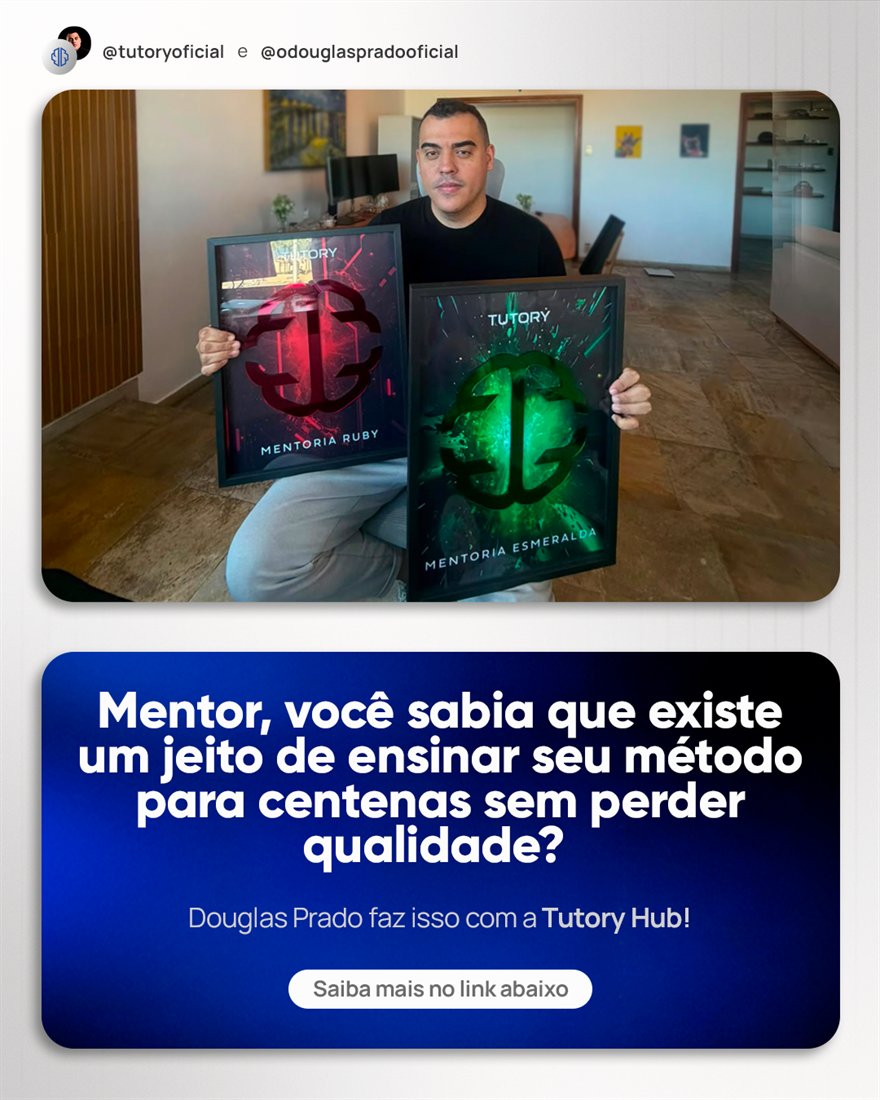 @tutoryoficial e @odouglaspradooficial
TUTORY
MENTORIA RUBY
TUTORY
MENTORIA ESMERALDA
Mentor, você sabia que existe
um jeito de ensinar seu método
para centenas sem perder
qualidade?
Douglas Prado faz isso com a Tutory Hub!
Saiba mais no link abaixo